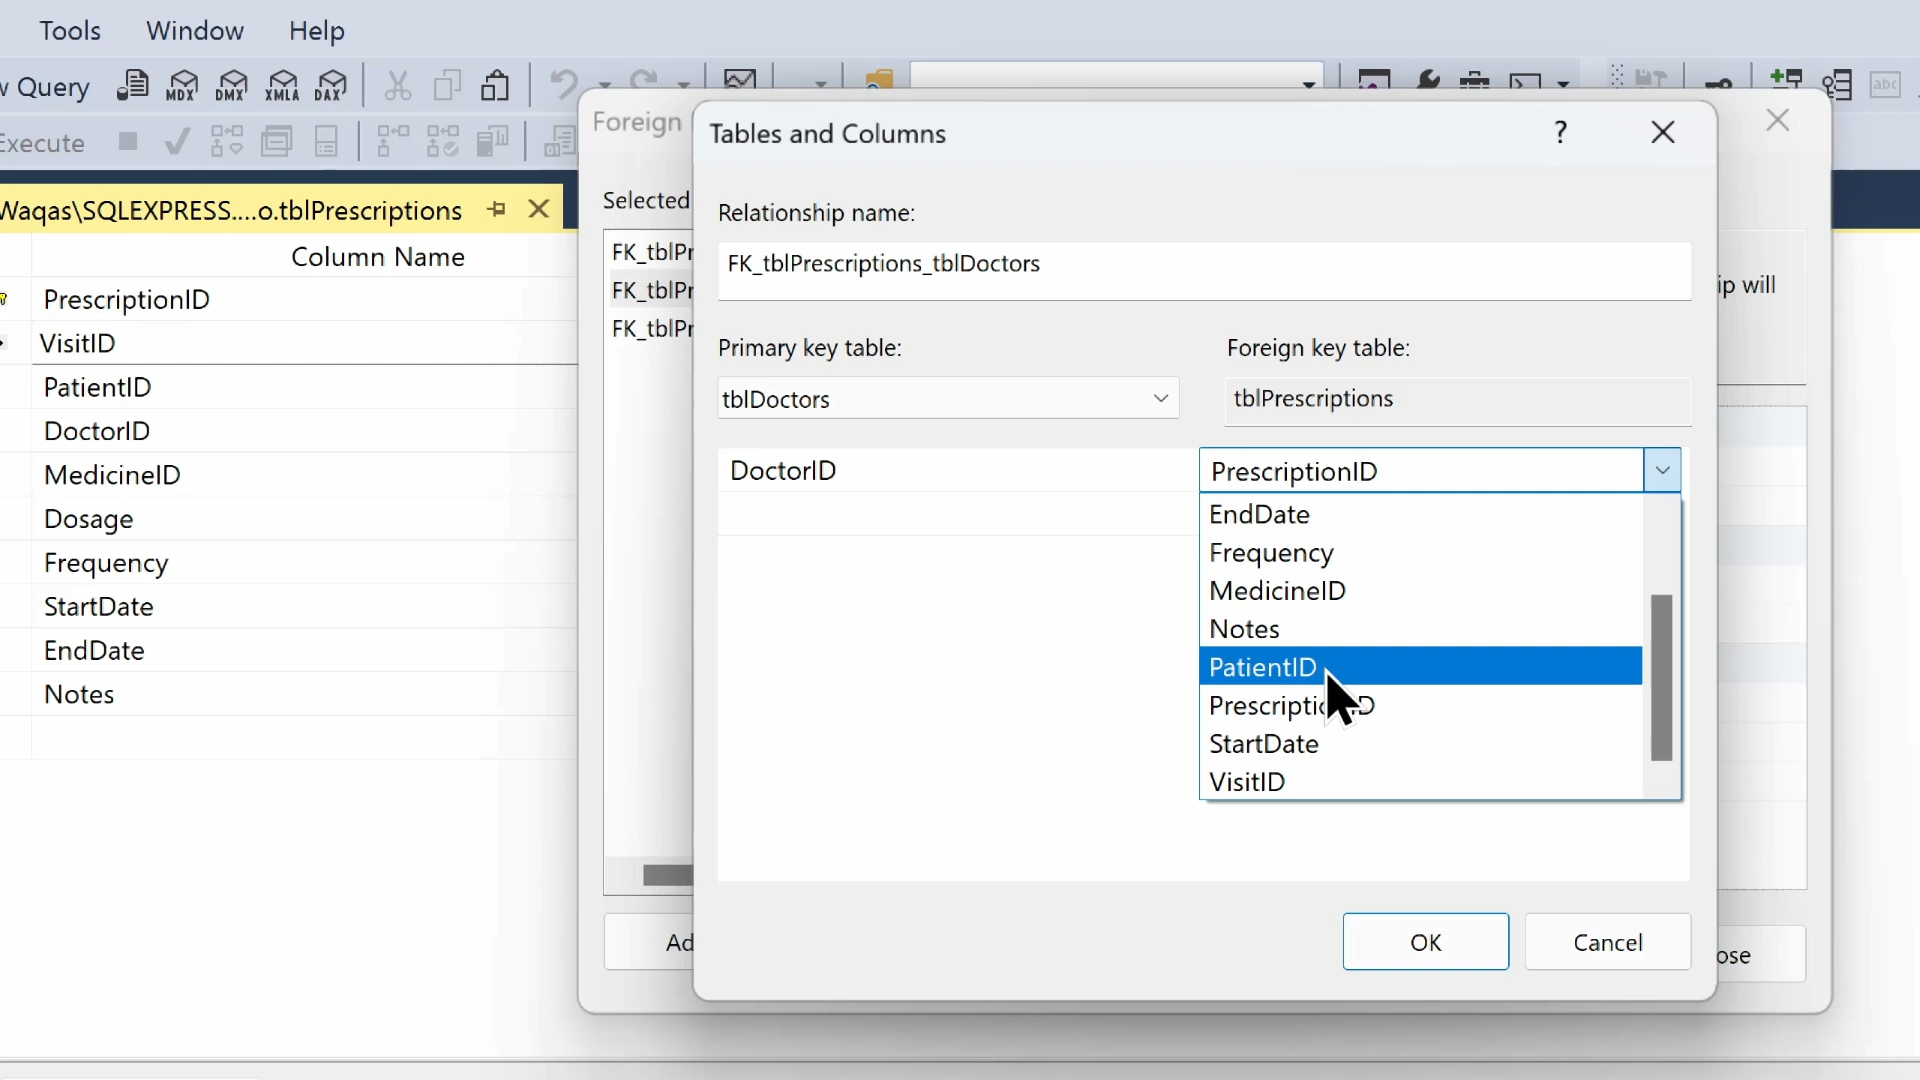 Tools Window Help
Query MDX DMX XMLA DAX
Execute
abc
Waqas\SQLEXPRESS....o.tblPrescriptions
Column Name
PrescriptionID
VisitID
PatientID
DoctorID
MedicineID
Dosage
Frequency
StartDate
EndDate
Notes
Foreign
Selected
FK_tblPr
FK_tblPr
FK_tblPr
Ad
ip will
ose
Tables and Columns ?
Relationship name:
FK_tblPrescriptions_tblDoctors
Primary key table: Foreign key table:
tblDoctors tblPrescriptions
DoctorID PrescriptionID
EndDate
Frequency
MedicineID
Notes
PatientID
PrescriptionID
StartDate
VisitID
OK Cancel